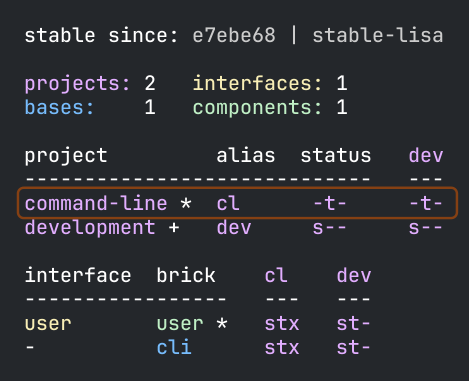 stable since: e7ebe68 | stable-lisa
projects: 2   interfaces: 1
bases:    1   components: 1
project         alias  status   dev
-----------------------------   ---
command-line *  cl      -t-     -t-
development +   dev     s--     s--
interface  brick    cl    dev
-----------------   ---   ---
user       user *   stx   st-
-          cli      stx   st-